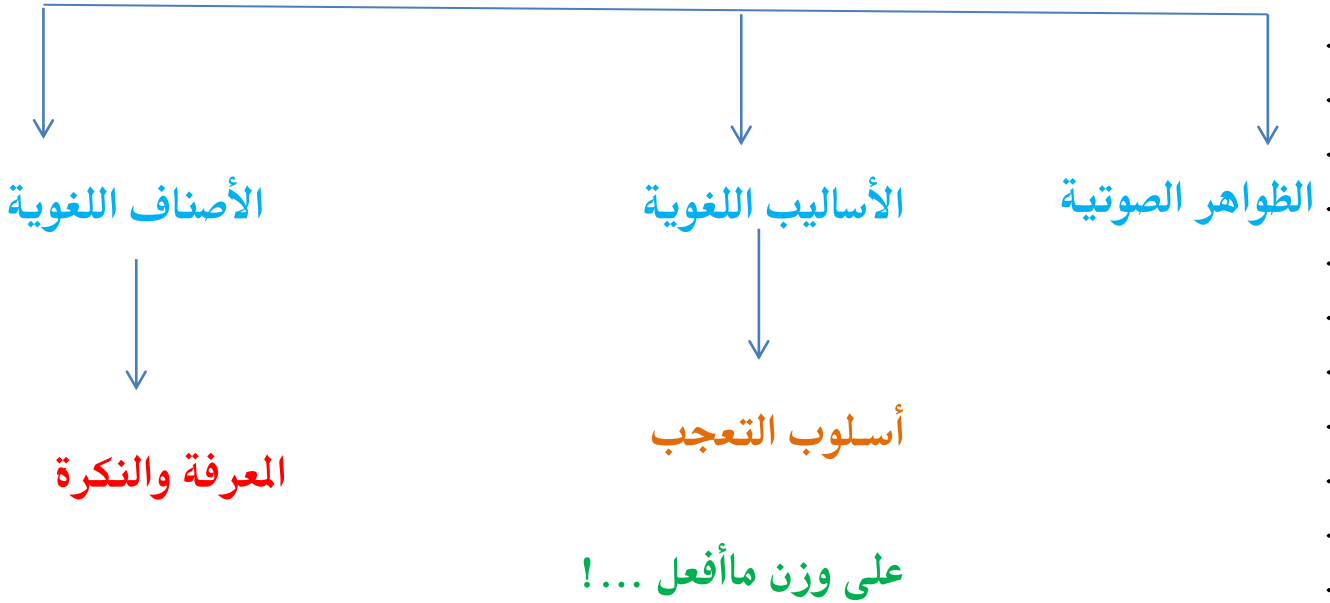 الظواهر الصوتية
الأساليب اللغوية
الأصناف اللغوية
أسلوب التعجب
المعرفة والنكرة
على وزن ماأفعل ...!